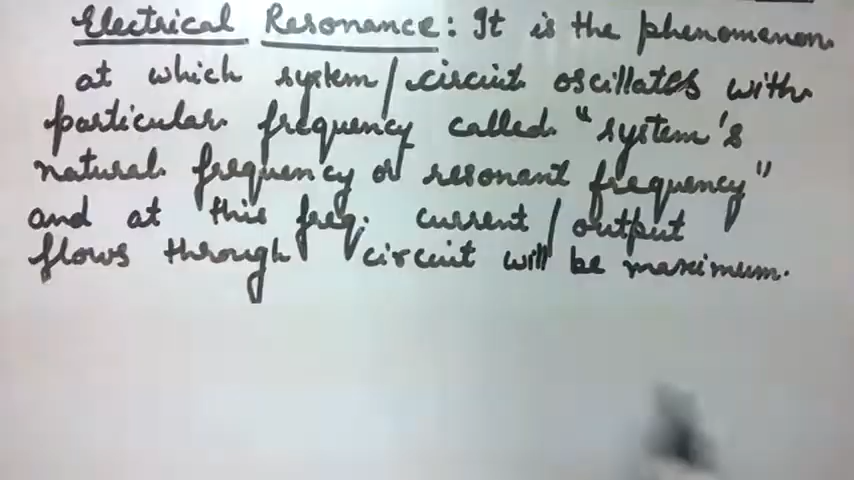 Electrical Resonance: It is the phenomenon
at which system/circuit oscillates with
particular frequency called "system's
natural frequency or resonant frequency"
and at this freq. current/output
flows through circuit will be maximum.